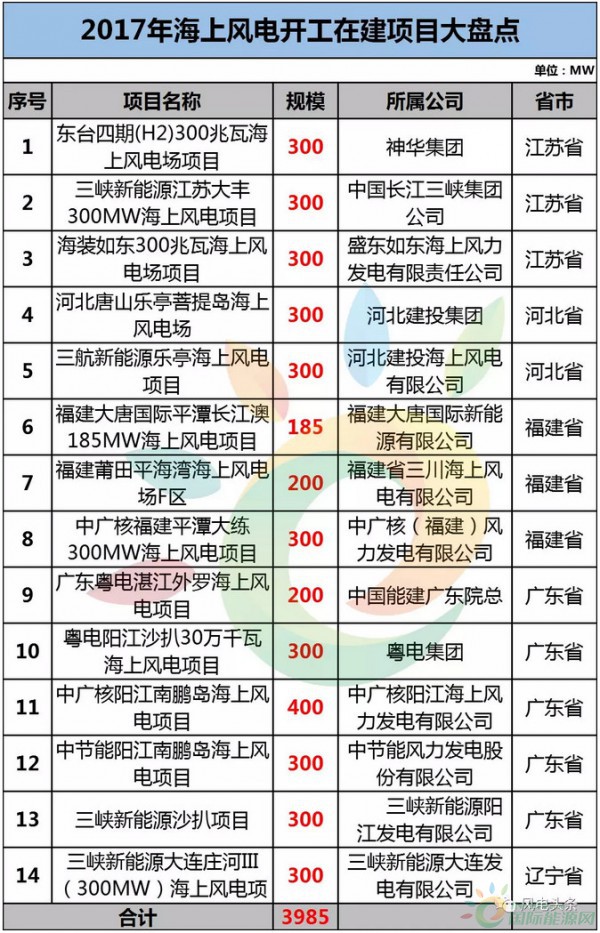 2017年海上风电开工在建项目大盘点
单位：MW
序号 项目名称 规模 所属公司 省市
1 东台四期(H2)300兆瓦海 300 神华集团 江苏省
上风电场项目
2 三峡新能源江苏大丰 300 中国长江三峡集团 江苏省
300MW海上风电项目 公司
3 海装如东300兆瓦海上风 300 盛东如东海上风力 江苏省
电场项目 发电有限责任公司
4 河北唐山乐亭菩提岛海上 300 河北建投集团 河北省
风电场
5 三航新能源乐亭海上风电 300 河北建投海上风电 河北省
项目 有限公司
6 福建大唐国际平潭长江澳 185 福建大唐国际新能 福建省
185MW海上风电项目 源有限公司
7 福建莆田平海湾海上风电 200 福建省三川海上风 福建省
场F区 电有限公司
8 中广核福建平潭大练 300 中广核（福建）风 福建省
300MW海上风电项目 力发电有限公司
9 广东粤电湛江外罗海上风 200 中国能建广东院总 广东省
电项目
10 粤电阳江沙扒30万千瓦 300 粤电集团 广东省
海上风电项目
11 中广核阳江南鹏岛海上风 400 中广核阳江海上风 广东省
电项目 力发电有限公司
12 中节能阳江南鹏岛海上风 300 中节能风力发电股 广东省
电项目 份有限公司
13 三峡新能源沙扒项目 300 三峡新能源阳 广东省
江发电有限公司
14 三峡新能源大连庄河III 300 三峡新能源大连发 辽宁省
（300MW）海上风电项 电有限公司
合计 3985
风电头条
国际能源网